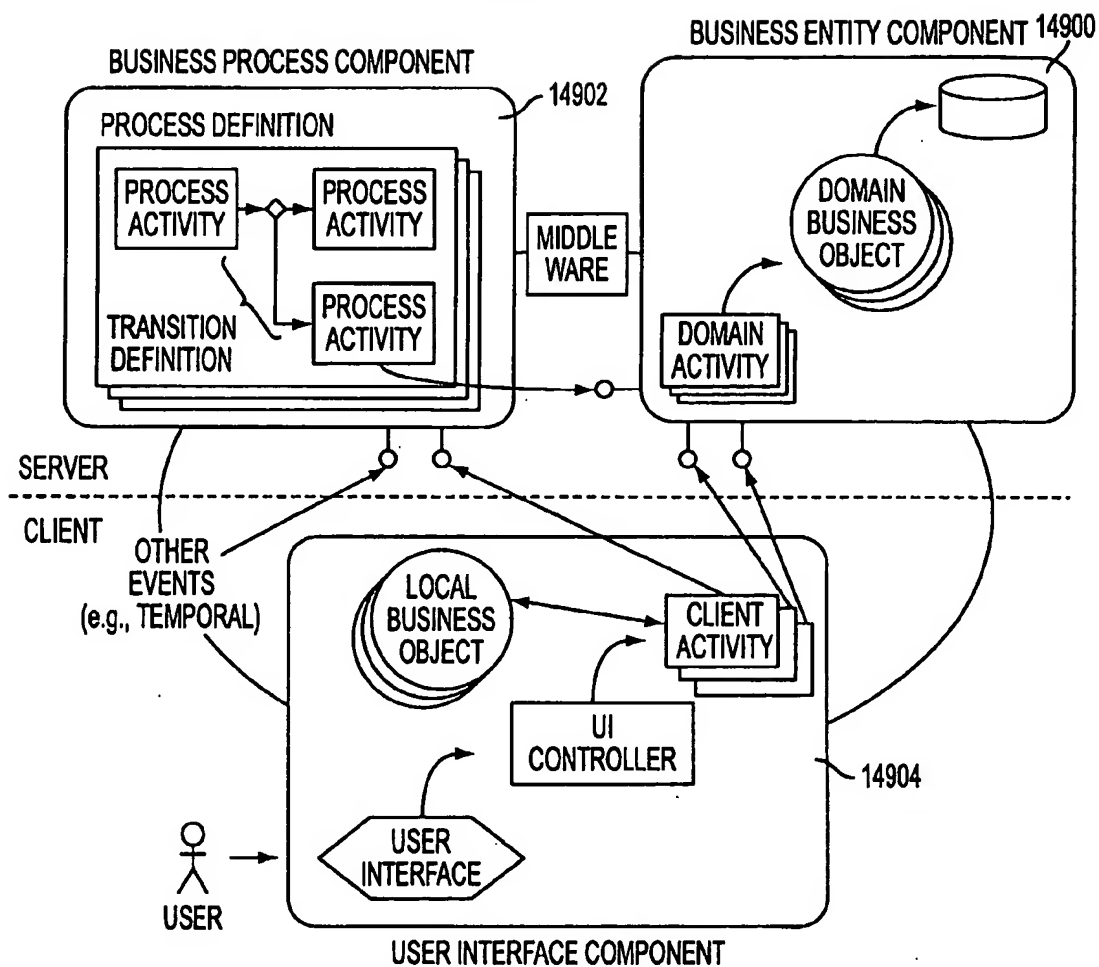 BUSINESS PROCESS COMPONENT
14902
PROCESS DEFINITION
PROCESS
ACTIVITY
PROCESS
ACTIVITY
PROCESS
ACTIVITY
TRANSITION
DEFINITION
MIDDLE
WARE
BUSINESS ENTITY COMPONENT
14900
DOMAIN
BUSINESS
OBJECT
DOMAIN
ACTIVITY
SERVER
CLIENT
OTHER
EVENTS
(e.g., TEMPORAL)
LOCAL
BUSINESS
OBJECT
CLIENT
ACTIVITY
UI
CONTROLLER
14904
USER
INTERFACE
USER
USER INTERFACE COMPONENT